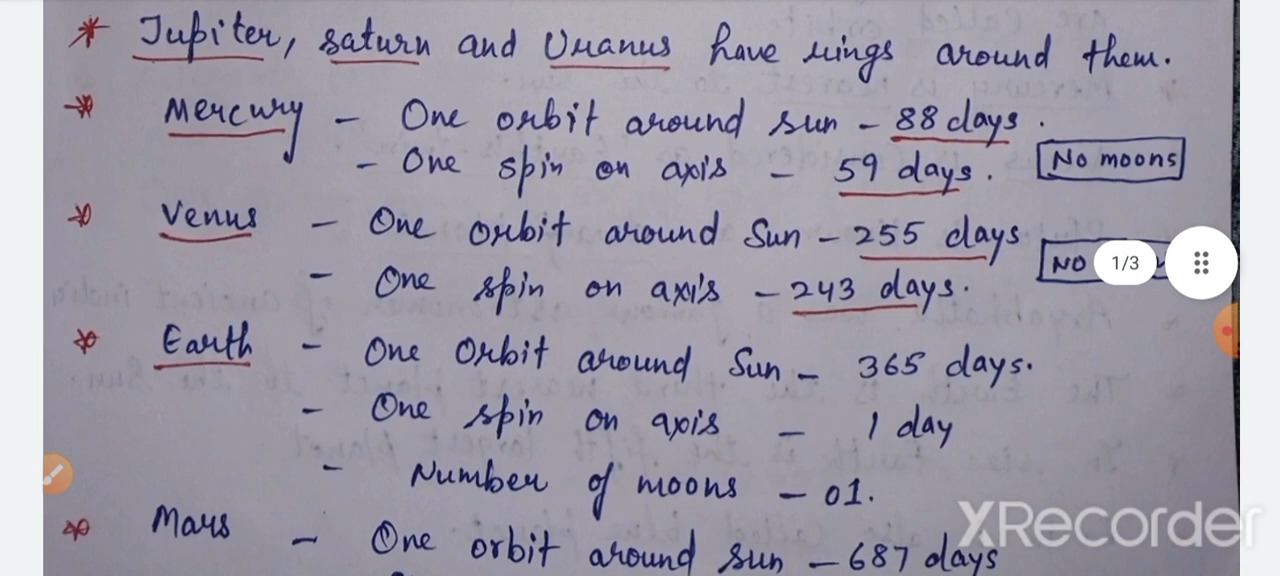 * Jupiter, Saturn and Uranus have rings around them.
* Mercury – One orbit around sun – 88 days.
– One spin on axis – 59 days.
No moons
* Venus – One orbit around Sun – 255 days
NO
1/3
– One spin on axis – 243 days.
* Earth – One Orbit around Sun – 365 days.
– One spin on axis – 1 day
– Number of moons – 01.
* Mars – One orbit around sun – 687 days
XRecorder